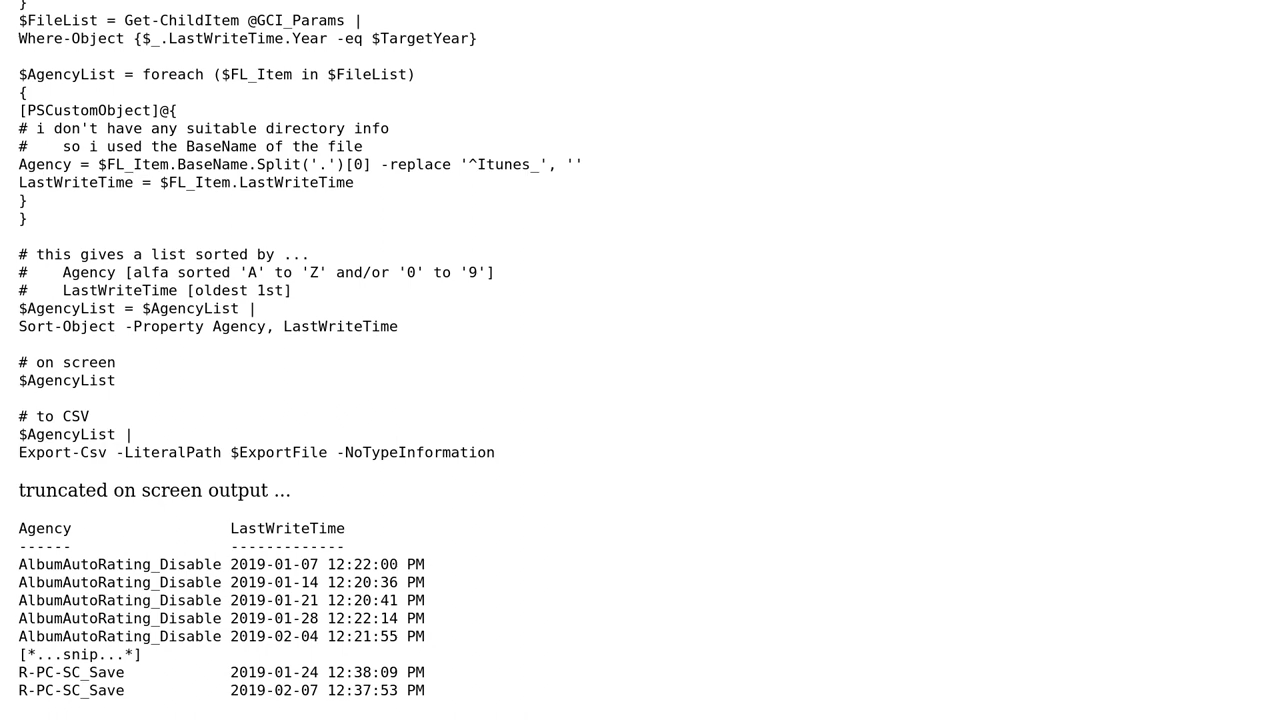 }
$FileList = Get-ChildItem @GCI_Params |
Where-Object {$_.LastWriteTime.Year -eq $TargetYear}
$AgencyList = foreach ($FL_Item in $FileList)
{
[PSCustomObject]@{
# i don't have any suitable directory info
#    so i used the BaseName of the file
Agency = $FL_Item.BaseName.Split('.')[0] -replace '^Itunes_', ''
LastWriteTime = $FL_Item.LastWriteTime
}
}
# this gives a list sorted by ...
#    Agency [alfa sorted 'A' to 'Z' and/or '0' to '9']
#    LastWriteTime [oldest 1st]
$AgencyList = $AgencyList |
Sort-Object -Property Agency, LastWriteTime
# on screen
$AgencyList
# to CSV
$AgencyList |
Export-Csv -LiteralPath $ExportFile -NoTypeInformation
truncated on screen output ...
Agency                  LastWriteTime
------                  -------------
AlbumAutoRating_Disable 2019-01-07 12:22:00 PM
AlbumAutoRating_Disable 2019-01-14 12:20:36 PM
AlbumAutoRating_Disable 2019-01-21 12:20:41 PM
AlbumAutoRating_Disable 2019-01-28 12:22:14 PM
AlbumAutoRating_Disable 2019-02-04 12:21:55 PM
[*...snip...*]
R-PC-SC_Save            2019-01-24 12:38:09 PM
R-PC-SC_Save            2019-02-07 12:37:53 PM